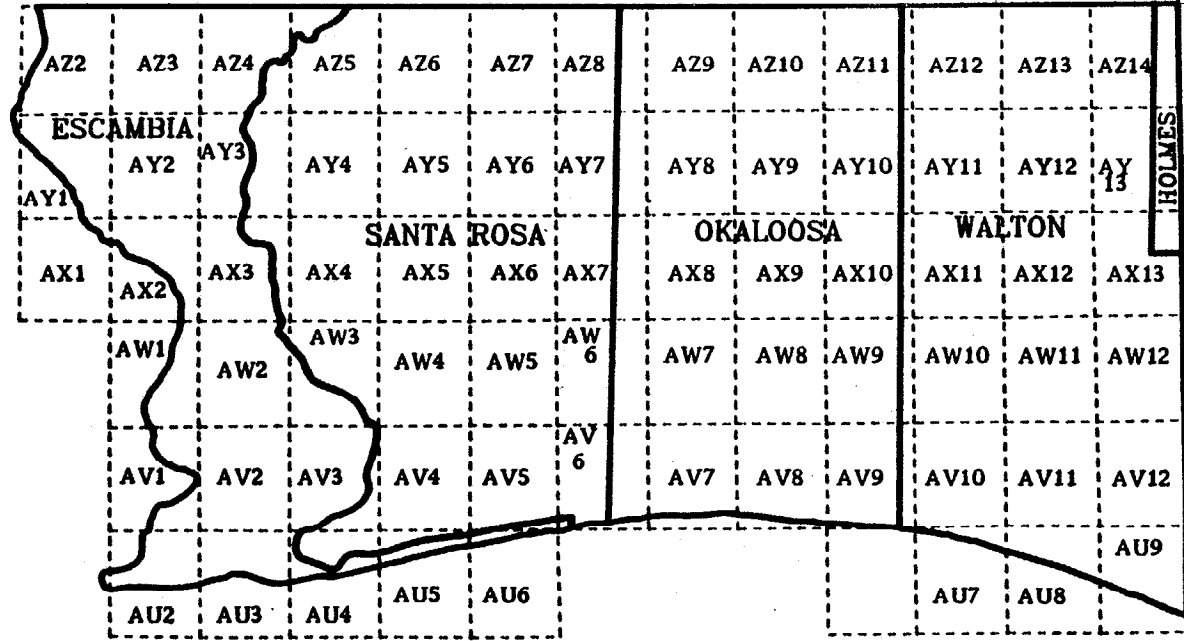 AZ2 AZ3 AZ4 AZ5 AZ6 AZ7 AZ8 AZ9 AZ10 AZ11 AZ12 AZ13 AZ14
ESCAMBIA
HOLMES
AY1 AY2 AY3 AY4 AY5 AY6 AY7 AY8 AY9 AY10 AY11 AY12 AY
13
SANTA ROSA OKALOOSA WALTON
AX1 AX2 AX3 AX4 AX5 AX6 AX7 AX8 AX9 AX10 AX11 AX12 AX13
AW1 AW2 AW3 AW4 AW5 AW
6
AW7 AW8 AW9 AW10 AW11 AW12
AV1 AV2 AV3 AV4 AV5 AV
6
AV7 AV8 AV9 AV10 AV11 AV12
AU2 AU3 AU4 AU5 AU6 AU7 AU8 AU9